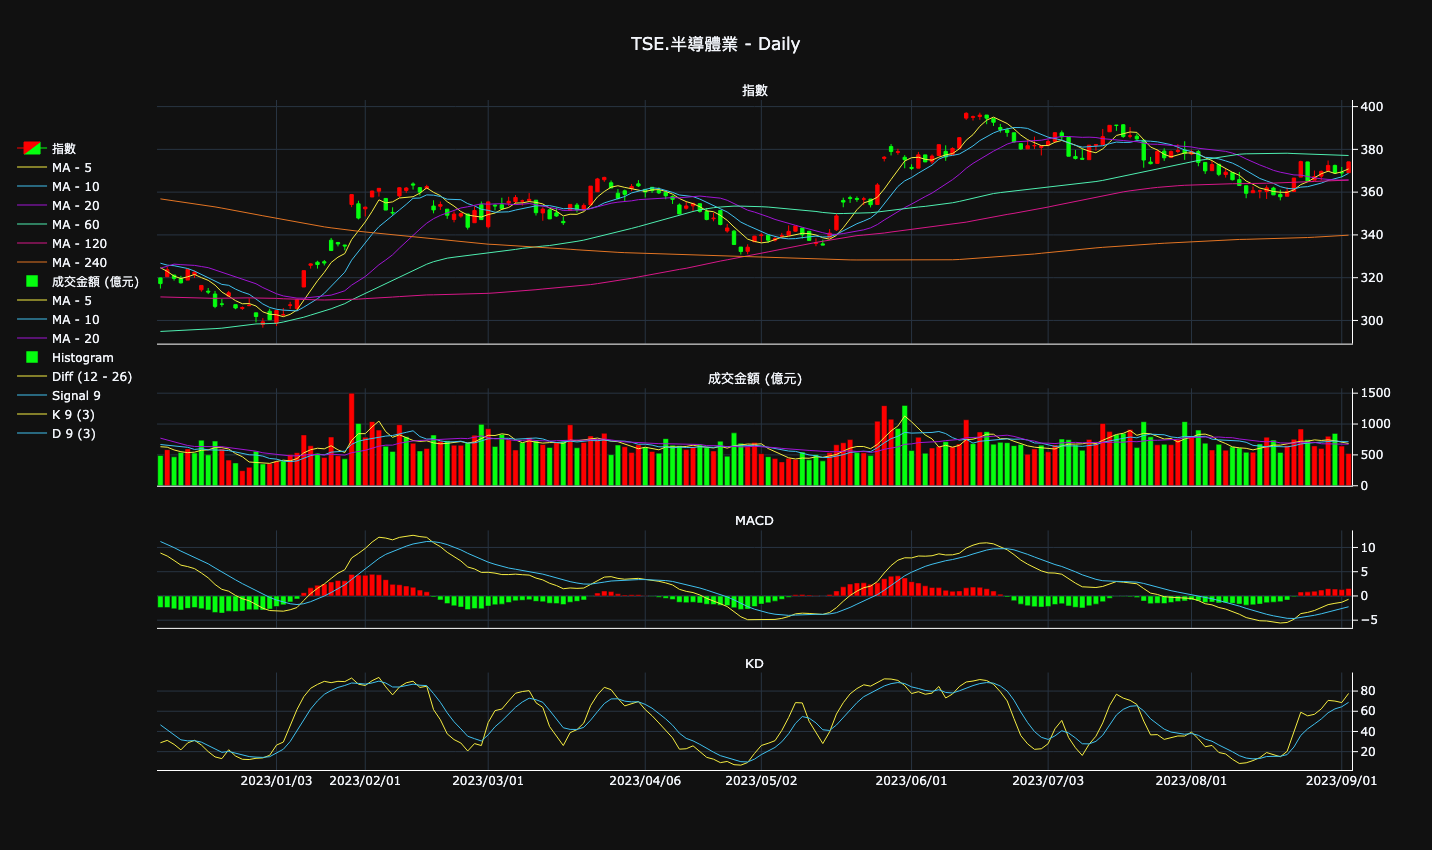 TSE.半導體業 - Daily
指數
指數
MA - 5
MA - 10
MA - 20
MA - 60
MA - 120
MA - 240
成交金額 (億元)
MA - 5
MA - 10
MA - 20
Histogram
Diff (12 - 26)
Signal 9
K 9 (3)
D 9 (3)
400
380
360
340
320
300
成交金額 (億元)
1500
1000
500
0
MACD
10
5
0
−5
KD
80
60
40
20
2023/01/03 2023/02/01 2023/03/01 2023/04/06 2023/05/02 2023/06/01 2023/07/03 2023/08/01 2023/09/01